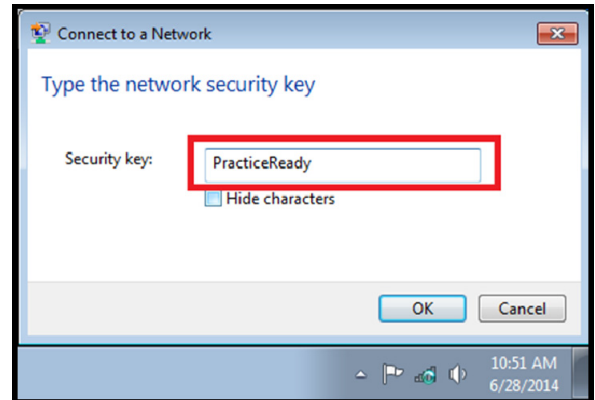 Connect to a Network
Type the network security key
Security key: PracticeReady
Hide characters
OK Cancel
10:51 AM
6/28/2014